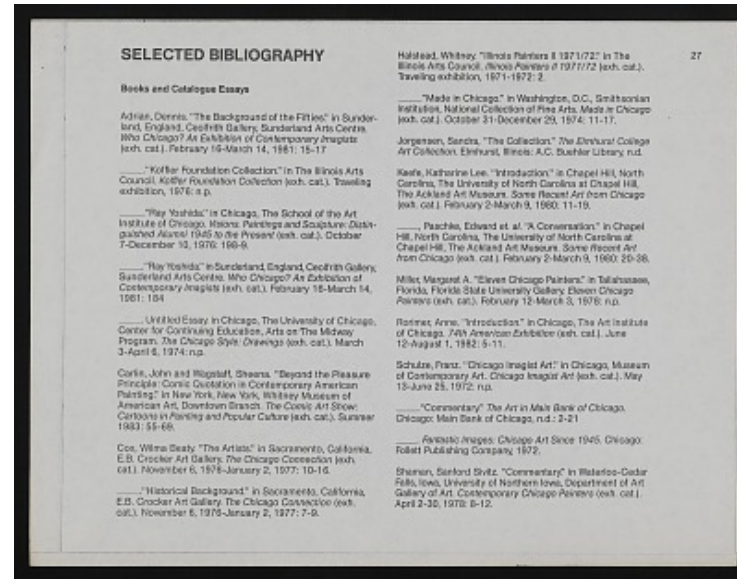 SELECTED BIBLIOGRAPHY
Books and Catalogue Essays
Adrian, Dennis. "The Background of the Fifties." in Sunder-
land, England, Ceolfrith Gallery, Sunderland Arts Centre.
Who Chicago? An Exhibition of Contemporary Imagists
(exh. cat.). February 16-March 14, 1981: 15-17
_____. "Koffler Foundation Collection." in The Illinois Arts
Council, Koffler Foundation Collection (exh. cat.). Traveling
exhibition, 1976: n.p.
_____. "Ray Yoshida." in Chicago, The School of the Art
Institute of Chicago. Visions: Paintings and Sculpture: Distin-
guished Alumni 1945 to the Present (exh. cat.). October
7-December 10, 1976: 198-9.
_____. "Ray Yoshida." in Sunderland, England, Ceolfrith Gallery,
Sunderland Arts Centre. Who Chicago? An Exhibition of
Contemporary Imagists (exh. cat.). February 16-March 14,
1981: 164
_____, Untitled Essay. in Chicago, The University of Chicago,
Center for Continuing Education, Arts on The Midway
Program. The Chicago Style: Drawings (exh. cat.). March
3-April 6, 1974: n.p.
Carlin, John and Wagstaff, Sheena. "Beyond the Pleasure
Principle: Comic Quotation in Contemporary American
Painting." in New York, New York, Whitney Museum of
American Art, Downtown Branch. The Comic Art Show:
Cartoons in Painting and Popular Culture (exh. cat.). Summer
1983: 55-69.
Cox, Wilma Beaty. "The Artists." in Sacramento, California,
E.B. Crocker Art Gallery. The Chicago Connection (exh.
cat.). November 6, 1976-January 2, 1977: 10-16.
_____. "Historical Background." in Sacramento, California,
E.B. Crocker Art Gallery. The Chicago Connection (exh.
cat.). November 6, 1976-January 2, 1977: 7-9.
Halstead, Whitney. "Illinois Painters II 1971/72." in The
Illinois Arts Council, Illinois Painters II 1971/72 (exh. cat.).
Traveling exhibition, 1971-1972: 2.
_____. "Made in Chicago." in Washington, D.C., Smithsonian
Institution, National Collection of Fine Arts. Made in Chicago
(exh. cat.). October 31-December 29, 1974: 11-17.
Jorgensen, Sandra, "The Collection." The Elmhurst College
Art Collection. Elmhurst, Illinois: A.C. Buehler Library, n.d.
Keefe, Katharine Lee. "Introduction." in Chapel Hill, North
Carolina, The University of North Carolina at Chapel Hill,
The Ackland Art Museum. Some Recent Art from Chicago
(exh. cat.). February 2-March 9, 1980: 11-19.
_____, Paschke, Edward et. al. "A Conversation." in Chapel
Hill, North Carolina, The University of North Carolina at
Chapel Hill, The Ackland Art Museum. Some Recent Art
from Chicago (exh. cat.). February 2-March 9, 1980: 20-38.
Miller, Margaret A. "Eleven Chicago Painters." in Tallahassee,
Florida, Florida State University Gallery. Eleven Chicago
Painters (exh. cat.). February 12-March 3, 1978: n.p.
Rorimer, Anne. "Introduction." in Chicago, The Art Institute
of Chicago. 74th American Exhibition (exh. cat.). June
12-August 1, 1982: 5-11.
Schulze, Franz. "Chicago Imagist Art." in Chicago, Museum
of Contemporary Art. Chicago Imagist Art (exh. cat.). May
13-June 25, 1972: n.p.
_____. "Commentary" The Art in Main Bank of Chicago.
Chicago: Main Bank of Chicago, n.d.: 2-21
_____. Fantastic Images: Chicago Art Since 1945. Chicago:
Follett Publishing Company, 1972.
Shaman, Sanford Sivitz. "Commentary." in Waterloo-Cedar
Falls, Iowa, University of Northern Iowa, Department of Art
Gallery of Art. Contemporary Chicago Painters (exh. cat.).
April 2-30, 1978: 6-12.
27